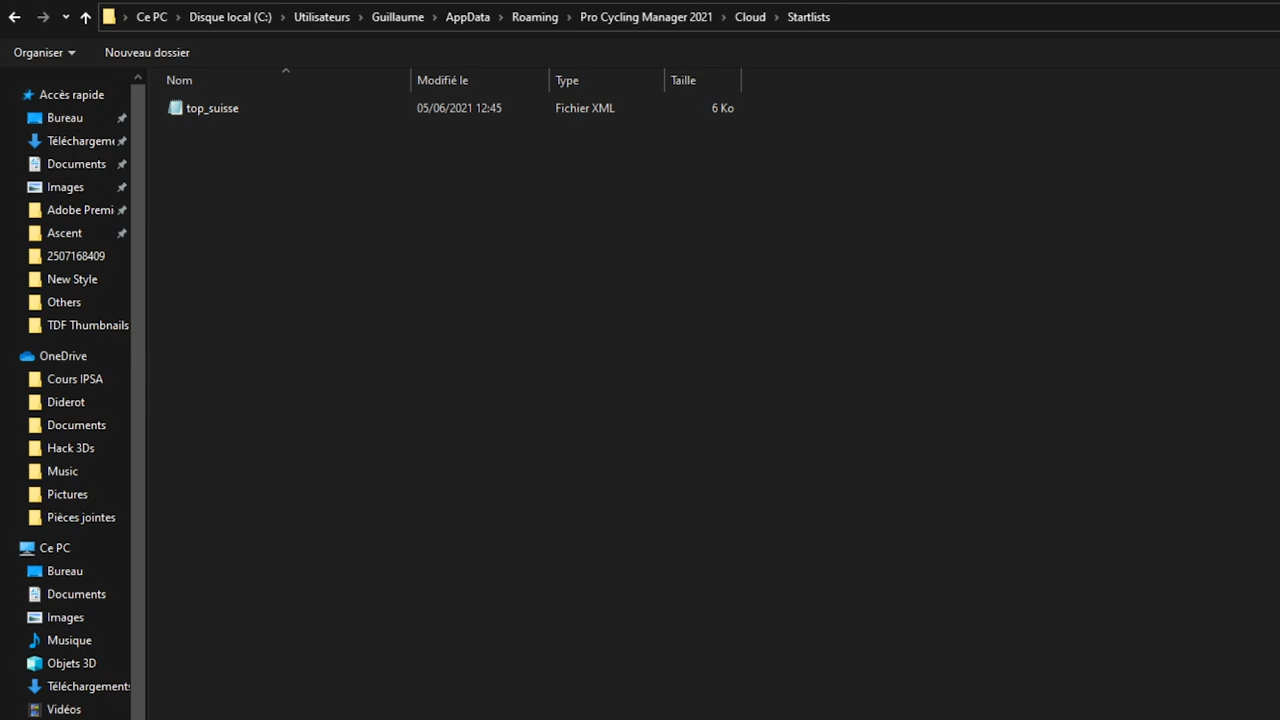 Ce PC > Disque local (C:) > Utilisateurs > Guillaume > AppData > Roaming > Pro Cycling Manager 2021 > Cloud > Startlists
Organiser Nouveau dossier
Nom Modifié le Type Taille
top_suisse 05/06/2021 12:45 Fichier XML 6 Ko
Accès rapide
Bureau
Téléchargeme
Documents
Images
Adobe Premi
Ascent
2507168409
New Style
Others
TDF Thumbnails
OneDrive
Cours IPSA
Diderot
Documents
Hack 3Ds
Music
Pictures
Pièces jointes
Ce PC
Bureau
Documents
Images
Musique
Objets 3D
Téléchargements
Vidéos